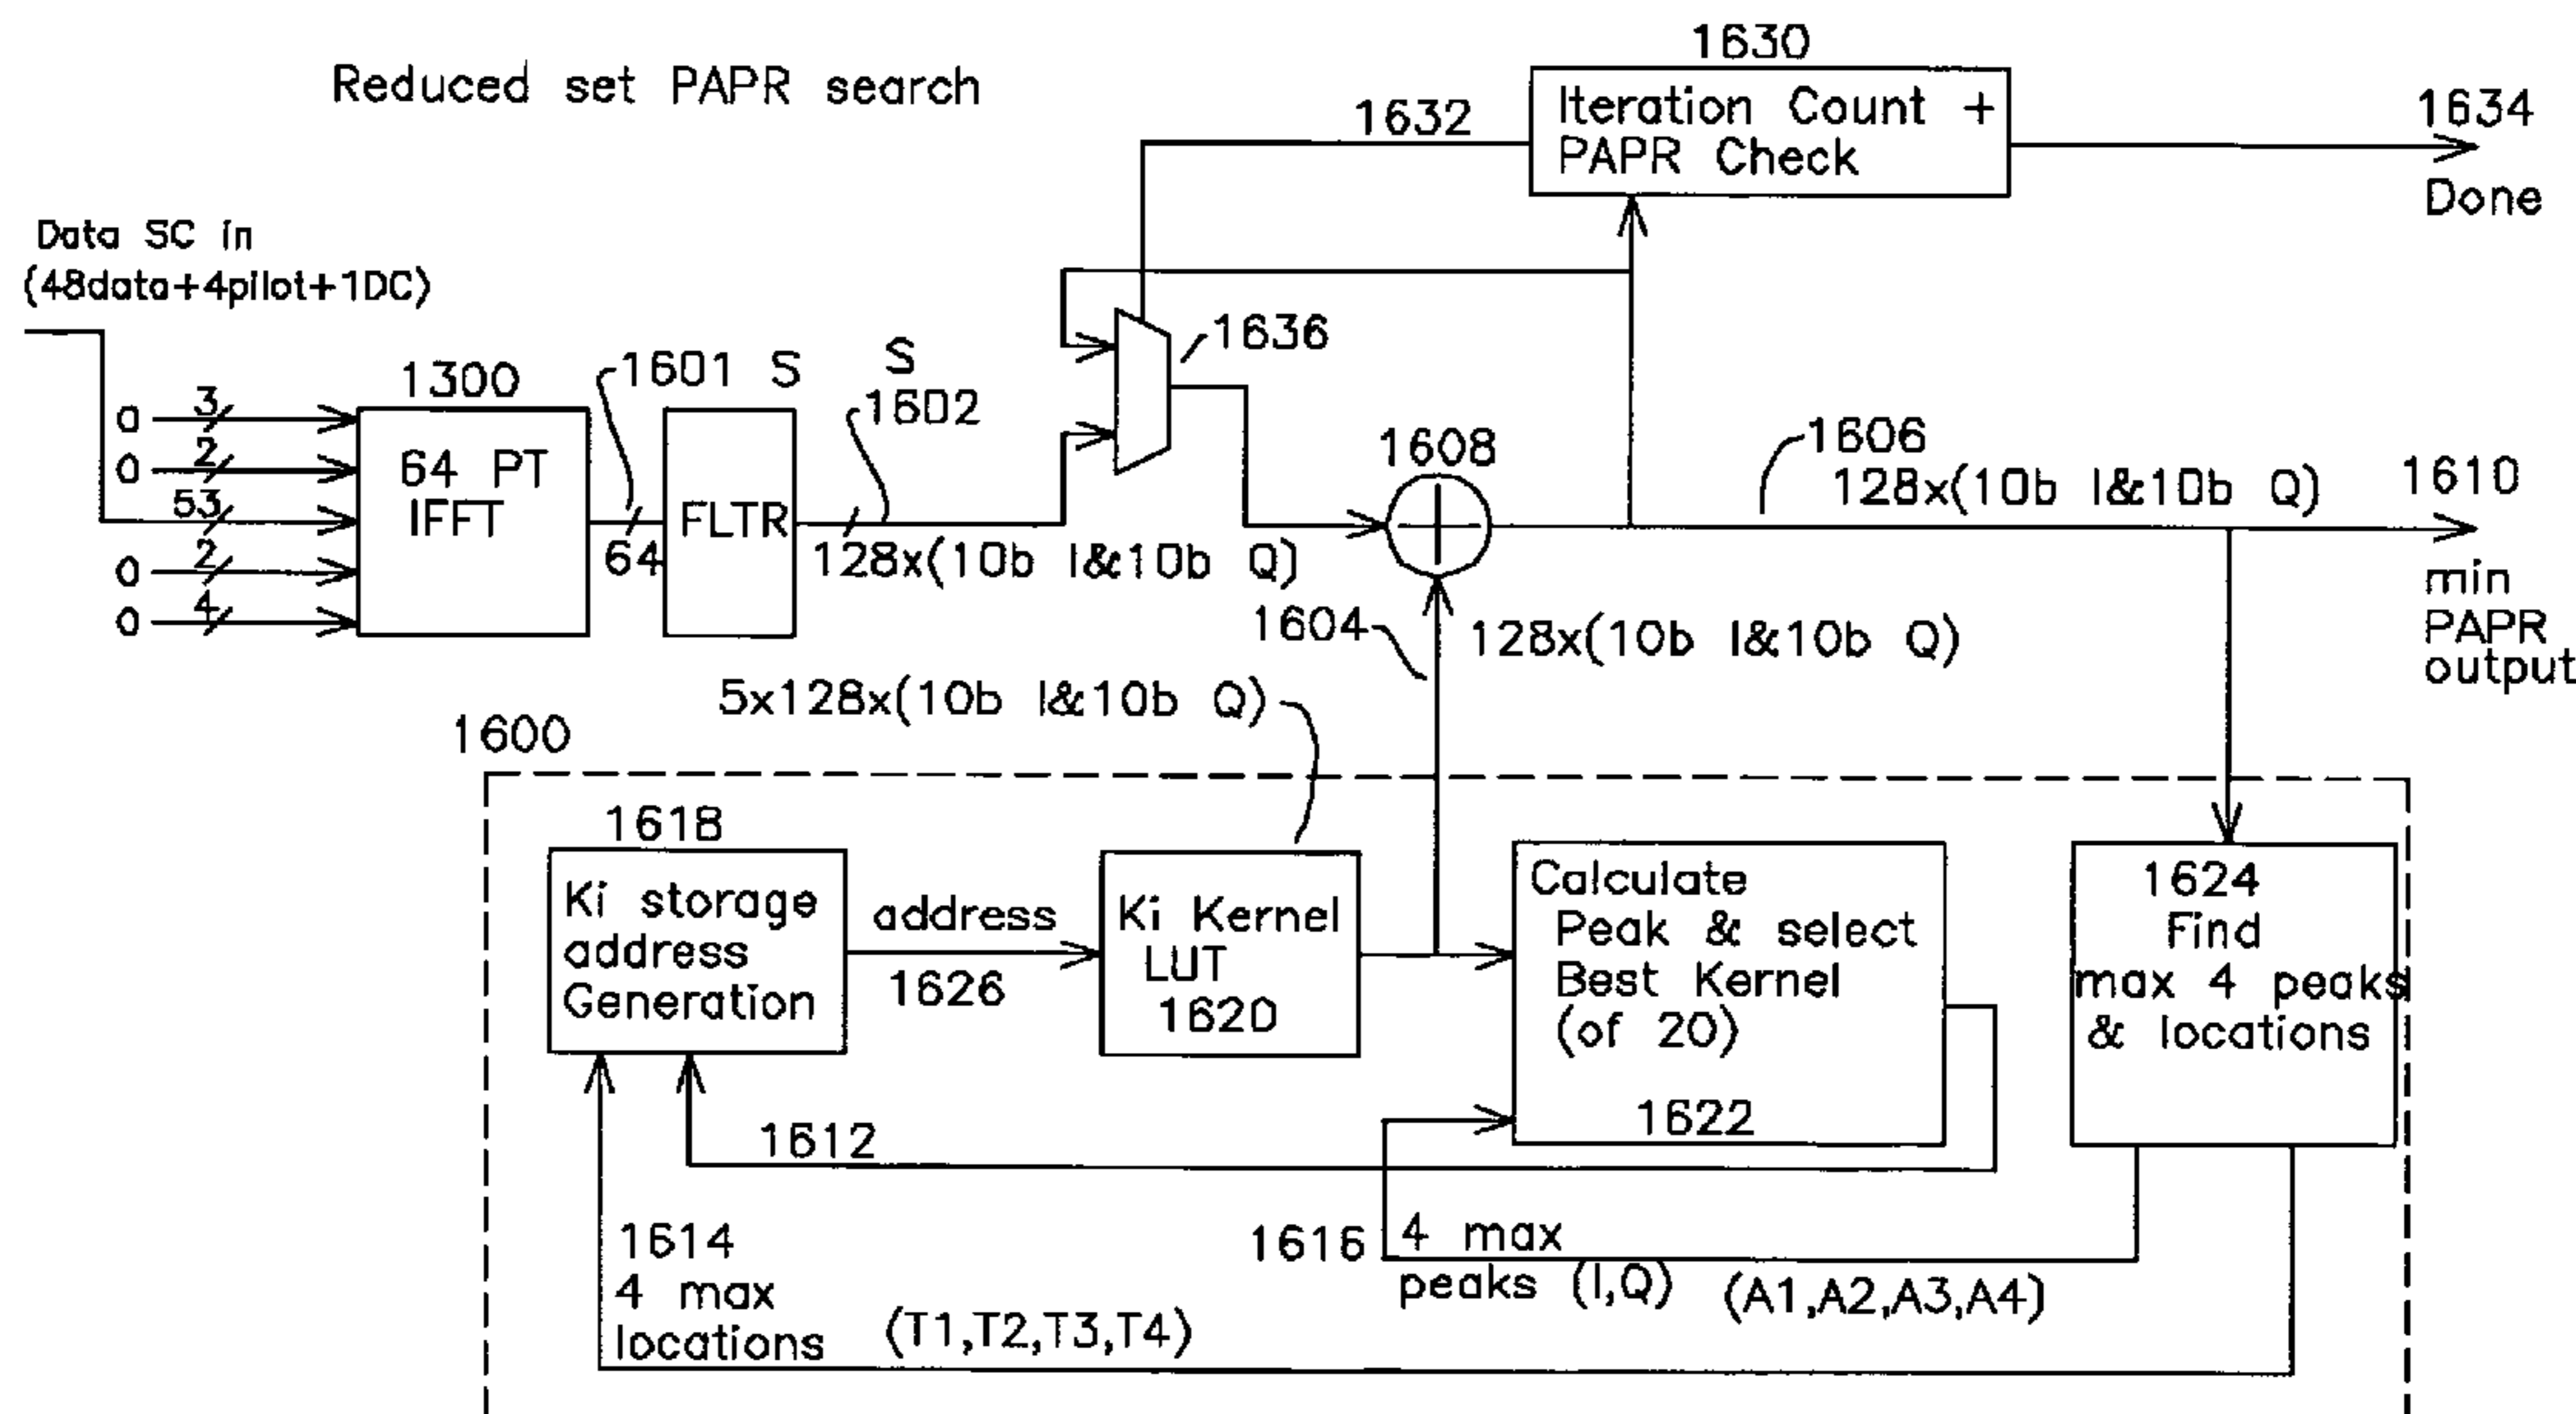 1630
Reduced set PAPR search
Iteration Count +
PAPR Check
1632
1634
Done
Data SC in
(48data+4pilot+1DC)
1636
1601 S
S
1602
1300
0 3
0 2
53
0 2
0 4
64 PT
IFFT
64
FLTR
128x(10b I&10b Q)
1608
1606
128x(10b I&10b Q)
1610
min
PAPR
output
1604
128x(10b I&10b Q)
5x128x(10b I&10b Q)
1600
1618
Ki storage
address
Generation
address
1626
Ki Kernel
LUT
1620
Calculate
Peak & select
Best Kernel
(of 20)
1622
1624
Find
max 4 peaks
& locations
1612
1614
4 max
locations
(T1,T2,T3,T4)
1616
4 max
peaks (I,Q)
(A1,A2,A3,A4)